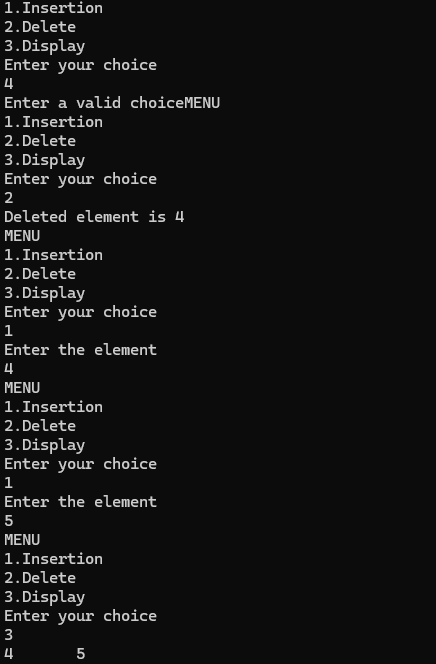 1.Insertion
2.Delete
3.Display
Enter your choice
4
Enter a valid choiceMENU
1.Insertion
2.Delete
3.Display
Enter your choice
2
Deleted element is 4
MENU
1.Insertion
2.Delete
3.Display
Enter your choice
1
Enter the element
4
MENU
1.Insertion
2.Delete
3.Display
Enter your choice
1
Enter the element
5
MENU
1.Insertion
2.Delete
3.Display
Enter your choice
3
4       5